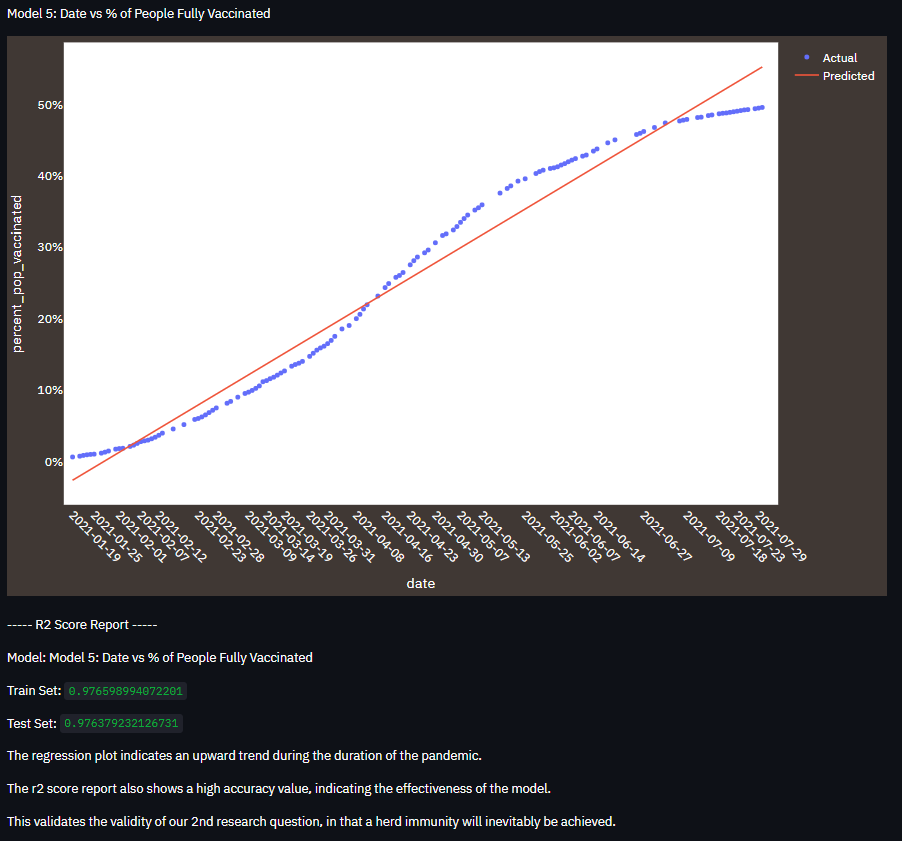 Model 5: Date vs % of People Fully Vaccinated
Actual
Predicted
50%
40%
30%
20%
10%
0%
percent_pop_vaccinated
2021-01-19
2021-01-25
2021-02-01
2021-02-07
2021-02-12
2021-02-23
2021-02-28
2021-03-09
2021-03-14
2021-03-19
2021-03-26
2021-03-31
2021-04-08
2021-04-16
2021-04-23
2021-04-30
2021-05-07
2021-05-13
2021-05-25
2021-06-02
2021-06-07
2021-06-14
2021-06-27
2021-07-09
2021-07-18
2021-07-23
2021-07-29
date
----- R2 Score Report -----
Model: Model 5: Date vs % of People Fully Vaccinated
Train Set: 0.976598994072201
Test Set: 0.976379232126731
The regression plot indicates an upward trend during the duration of the pandemic.
The r2 score report also shows a high accuracy value, indicating the effectiveness of the model.
This validates the validity of our 2nd research question, in that a herd immunity will inevitably be achieved.